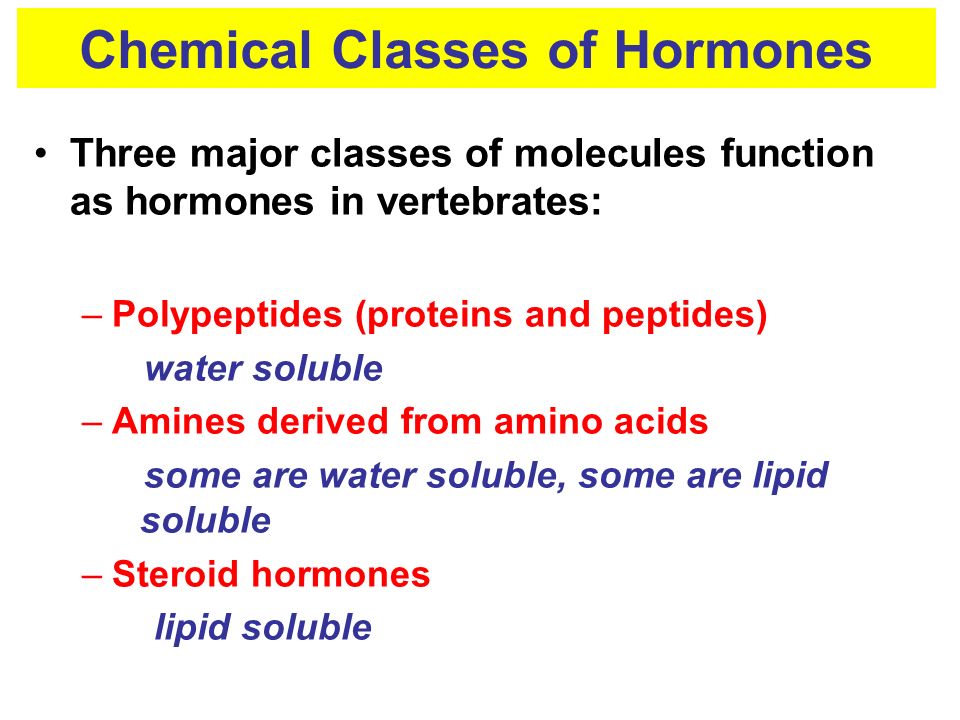 Chemical Classes of Hormones
• Three major classes of molecules function
as hormones in vertebrates:
– Polypeptides (proteins and peptides)
water soluble
– Amines derived from amino acids
some are water soluble, some are lipid
soluble
– Steroid hormones
lipid soluble